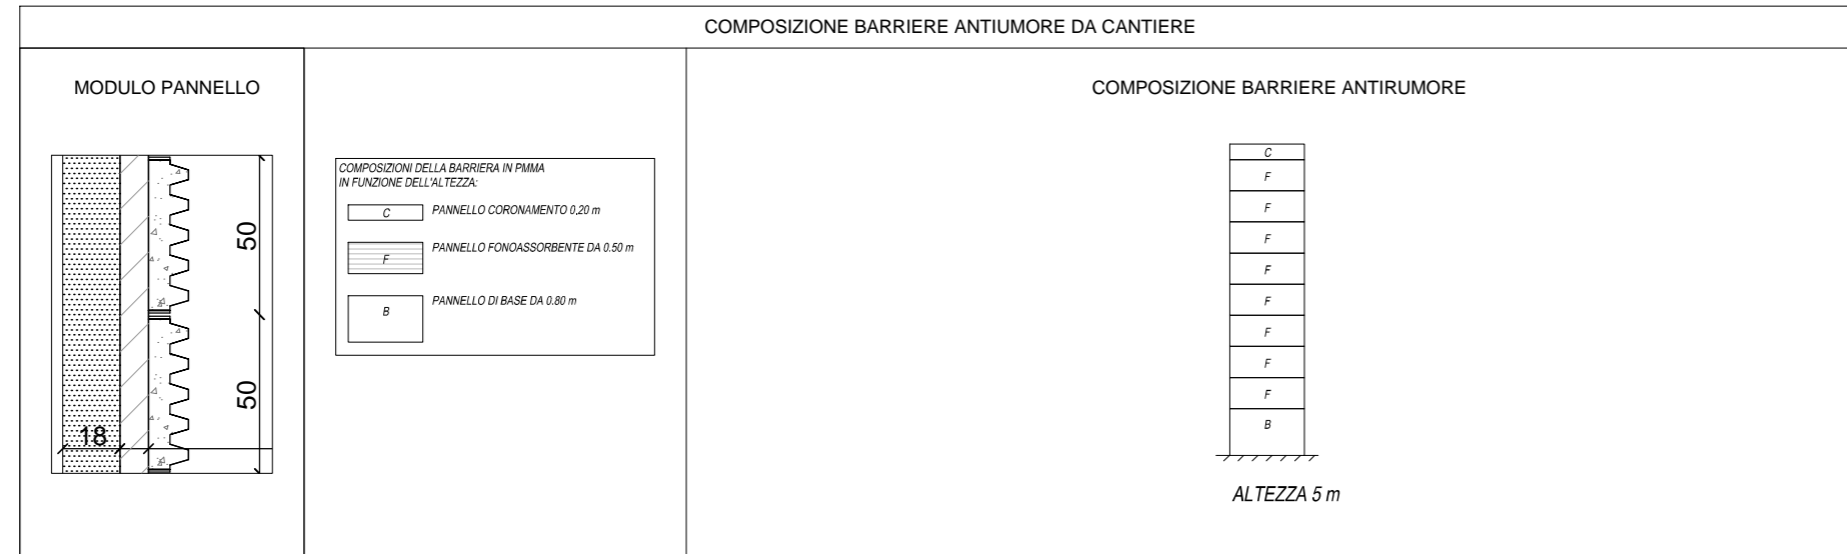 COMPOSIZIONE BARRIERE ANTIUMORE DA CANTIERE
MODULO PANNELLO
50
50
18
COMPOSIZIONI DELLA BARRIERA IN PMMA
IN FUNZIONE DELL'ALTEZZA:
C PANNELLO CORONAMENTO 0,20 m
F PANNELLO FONOASSORBENTE DA 0.50 m
B PANNELLO DI BASE DA 0.80 m
COMPOSIZIONE BARRIERE ANTIRUMORE
C
F
F
F
F
F
F
F
F
B
ALTEZZA 5 m